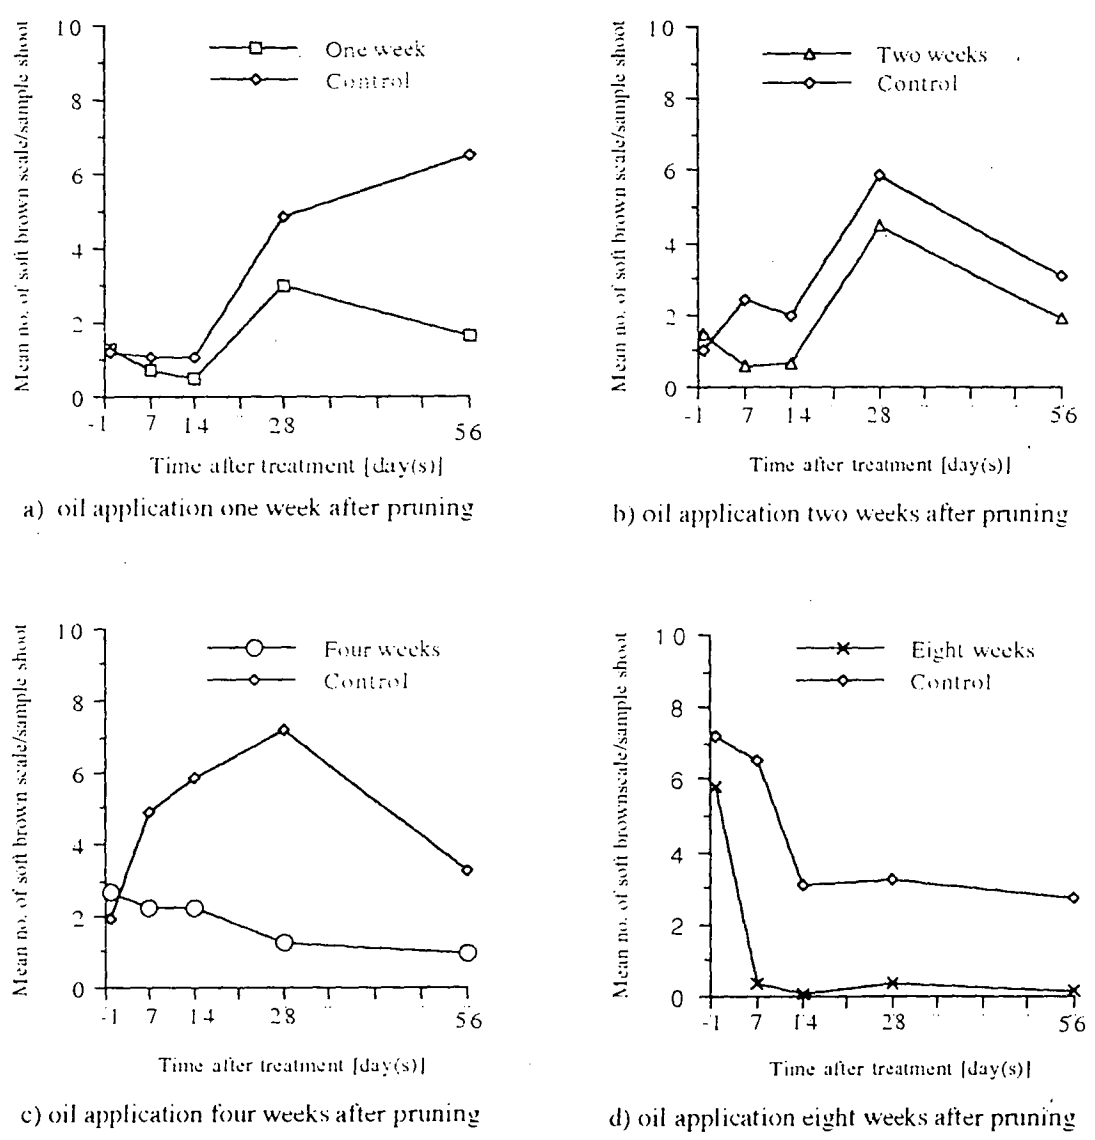 Mean no. of soft brown scale/sample shoot
10
8
6
4
2
0
One week
Control
-1 7 14 28 56
Time after treatment [day(s)]
a) oil application one week after pruning
Mean no. of soft brown scale/sample shoot
10
8
6
4
2
0
Two weeks
Control
-1 7 14 28 56
Time after treatment [day(s)]
b) oil application two weeks after pruning
Mean no. of soft brown scale/sample shoot
10
8
6
4
2
0
Four weeks
Control
-1 7 14 28 56
Time after treatment [day(s)]
c) oil application four weeks after pruning
Mean no. of soft brownscale/sample shoot
10
8
6
4
2
0
Eight weeks
Control
-1 7 14 28 56
Time after treatment [day(s)]
d) oil application eight weeks after pruning